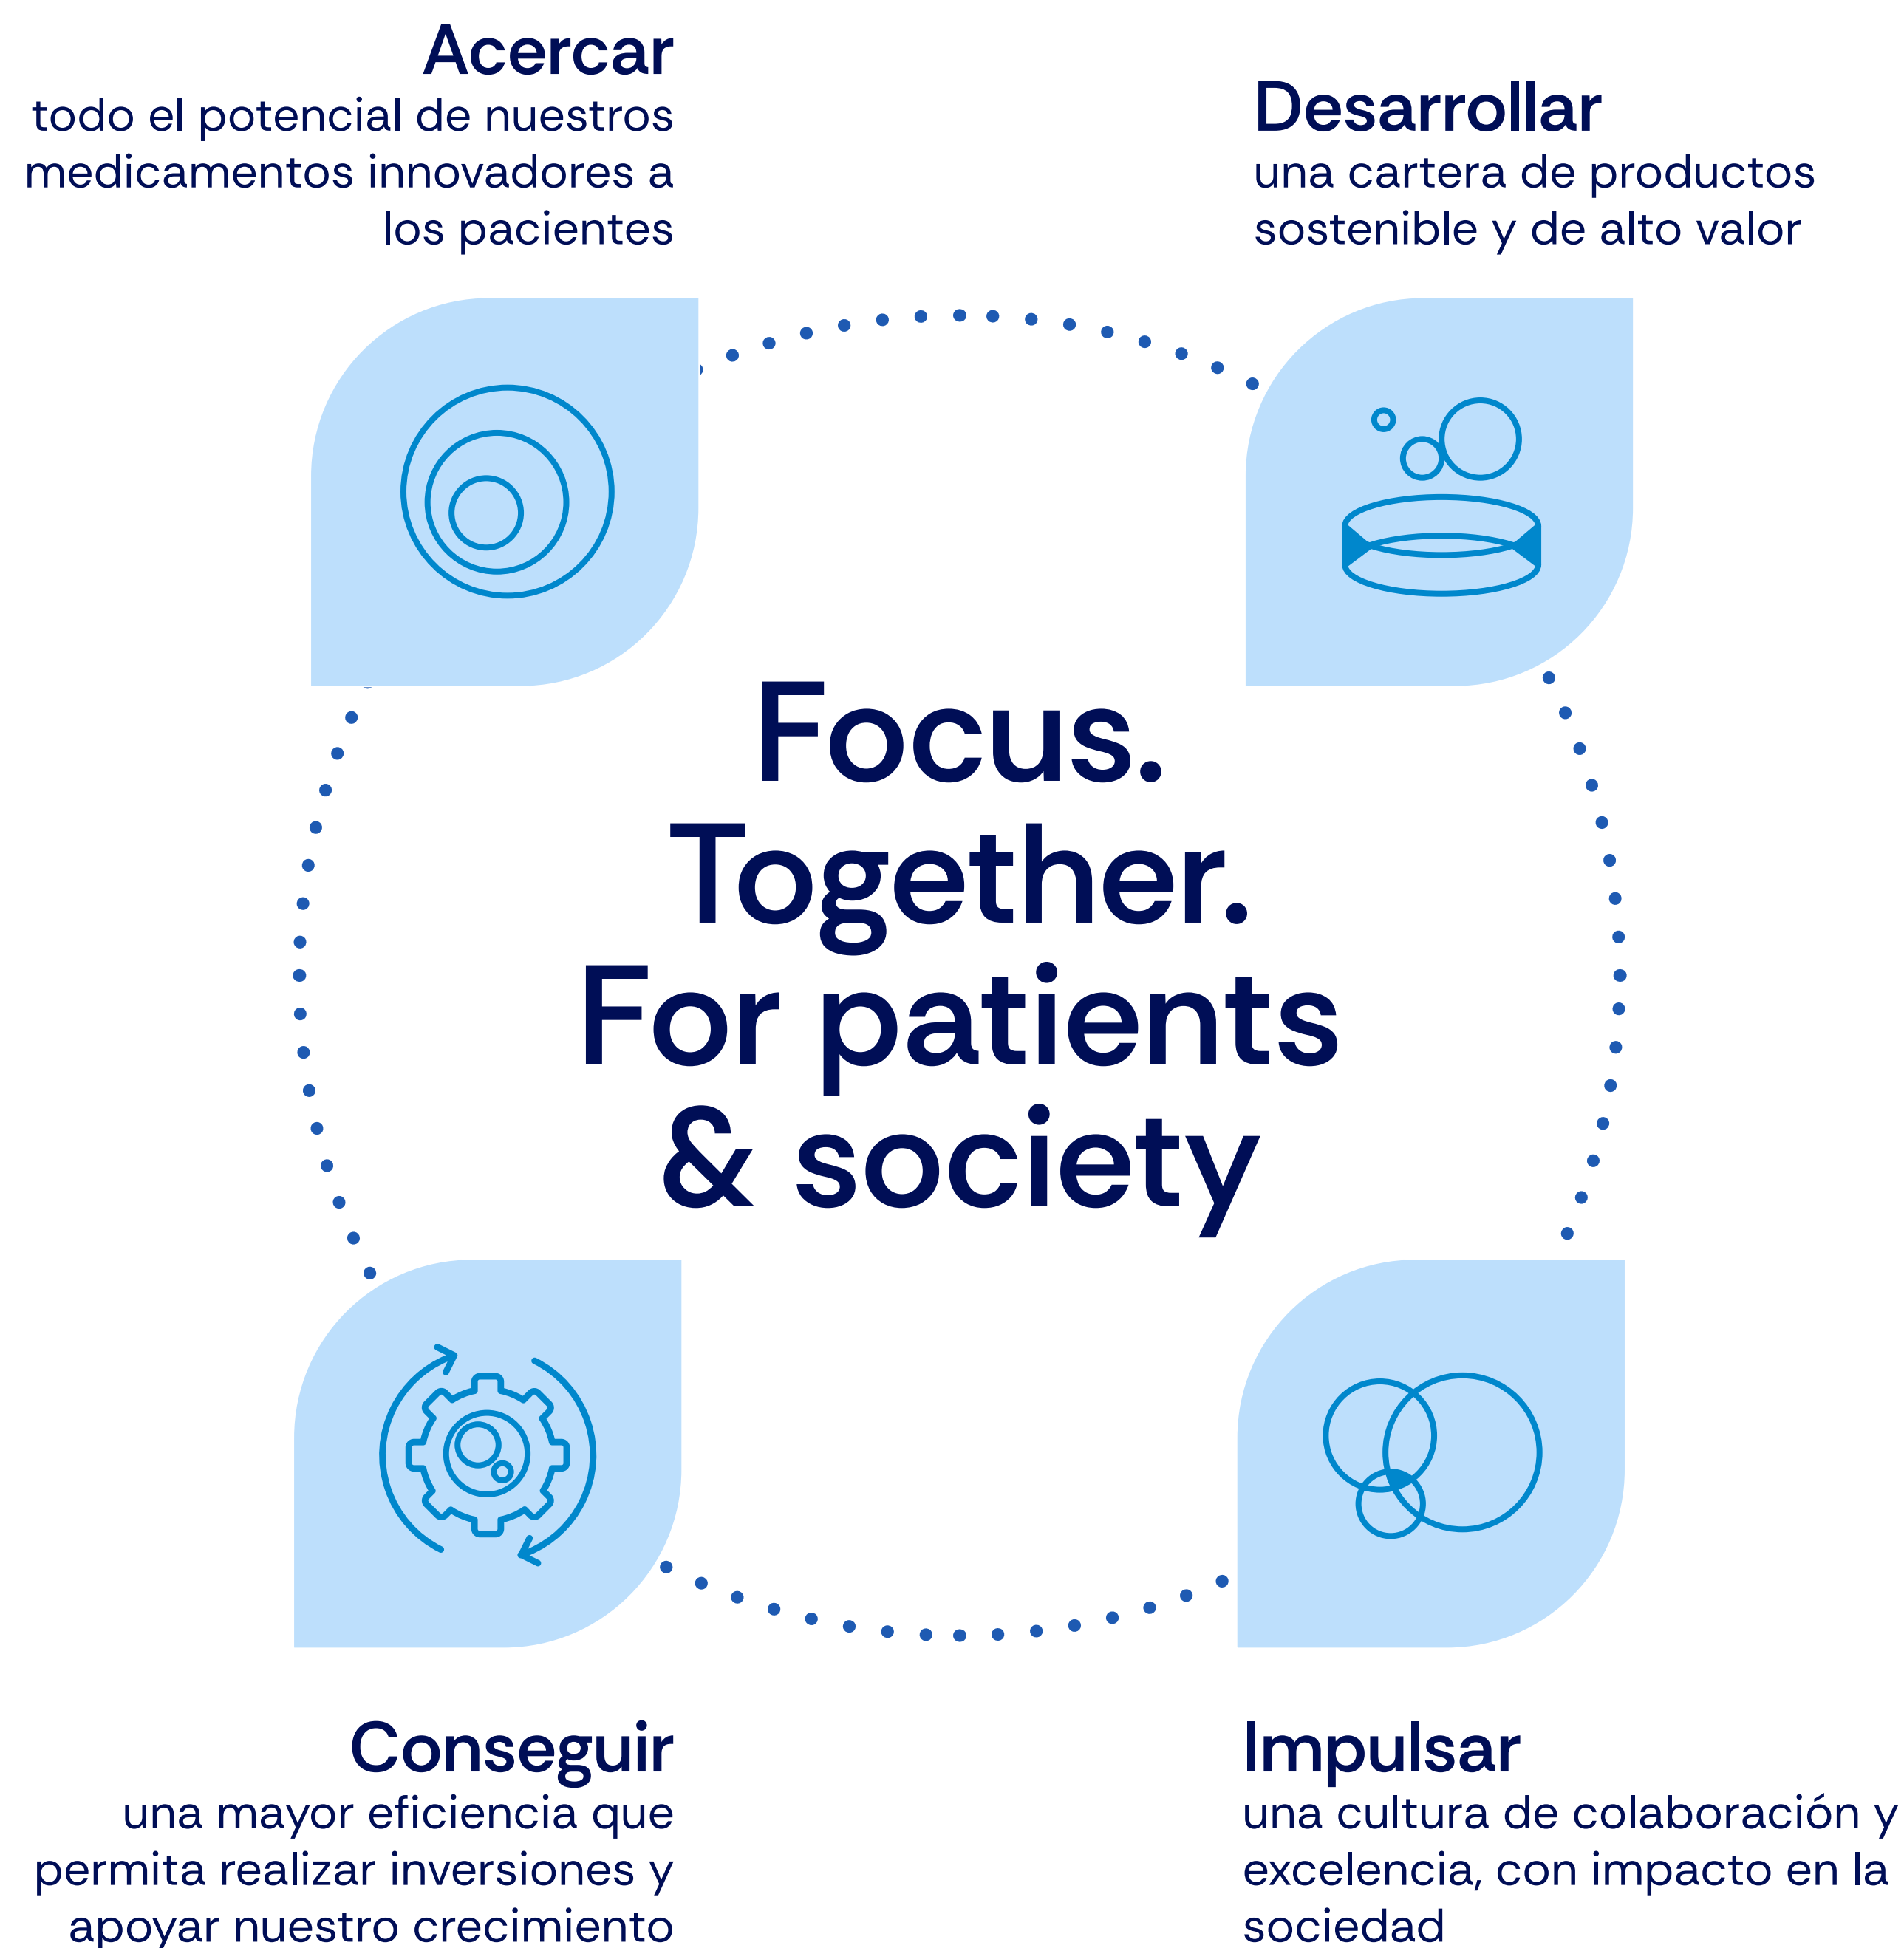 Acercar
todo el potencial de nuestros
medicamentos innovadores a
los pacientes
Desarrollar
una cartera de productos
sostenible y de alto valor
Focus.
Together.
For patients
& society
Conseguir
una mayor eficiencia que
permita realizar inversiones y
apoyar nuestro crecimiento
Impulsar
una cultura de colaboración y
excelencia, con impacto en la
sociedad